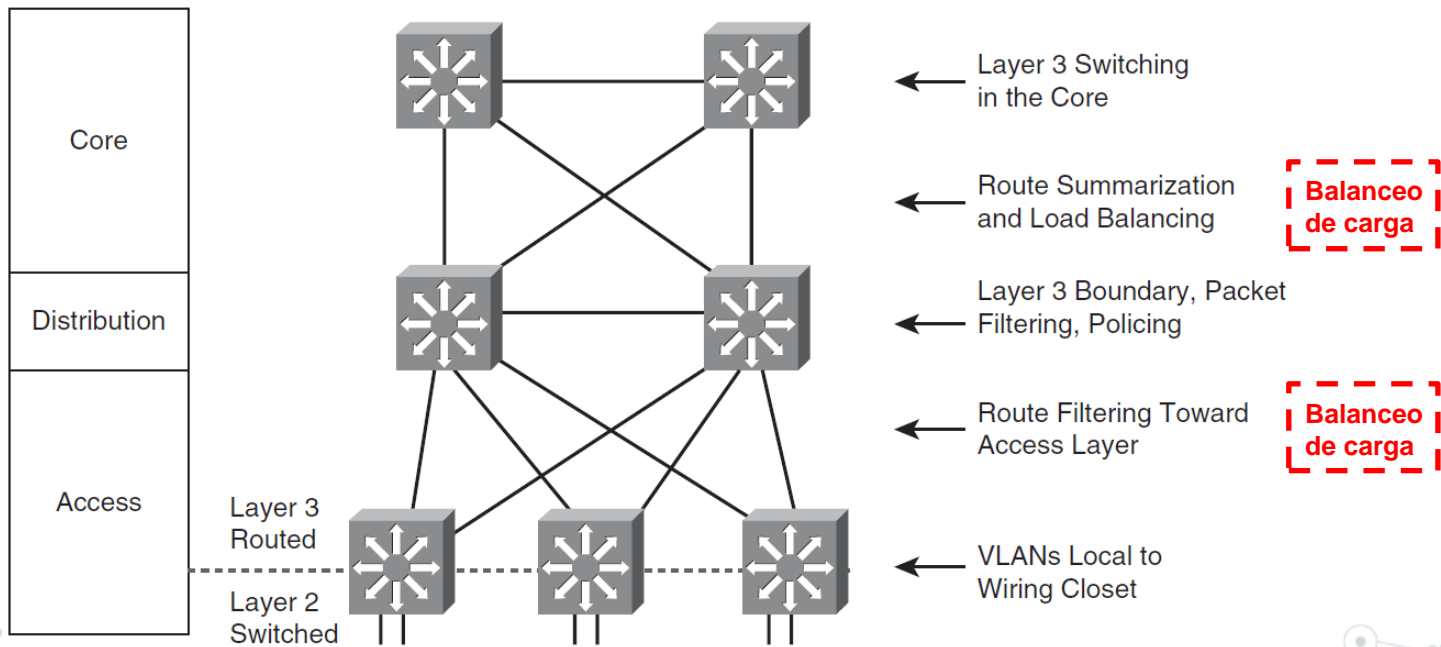 Core
Distribution
Access
Layer 3
Routed
Layer 2
Switched
Layer 3 Switching
in the Core
Route Summarization
and Load Balancing
Balanceo
de carga
Layer 3 Boundary, Packet
Filtering, Policing
Route Filtering Toward
Access Layer
Balanceo
de carga
VLANs Local to
Wiring Closet